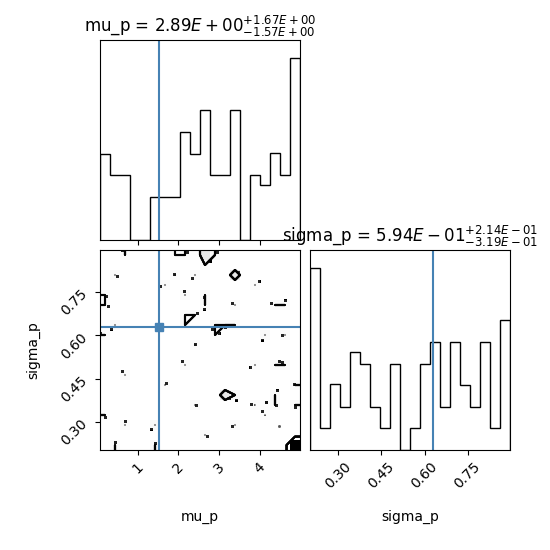 mu_p = 2.89E + 00+1.67E + 00−1.57E + 00
sigma_p = 5.94E − 01+2.14E − 01−3.19E − 01
sigma_p
0.75
0.60
0.45
0.30
1 2 3 4
0.30 0.45 0.60 0.75
mu_p
sigma_p